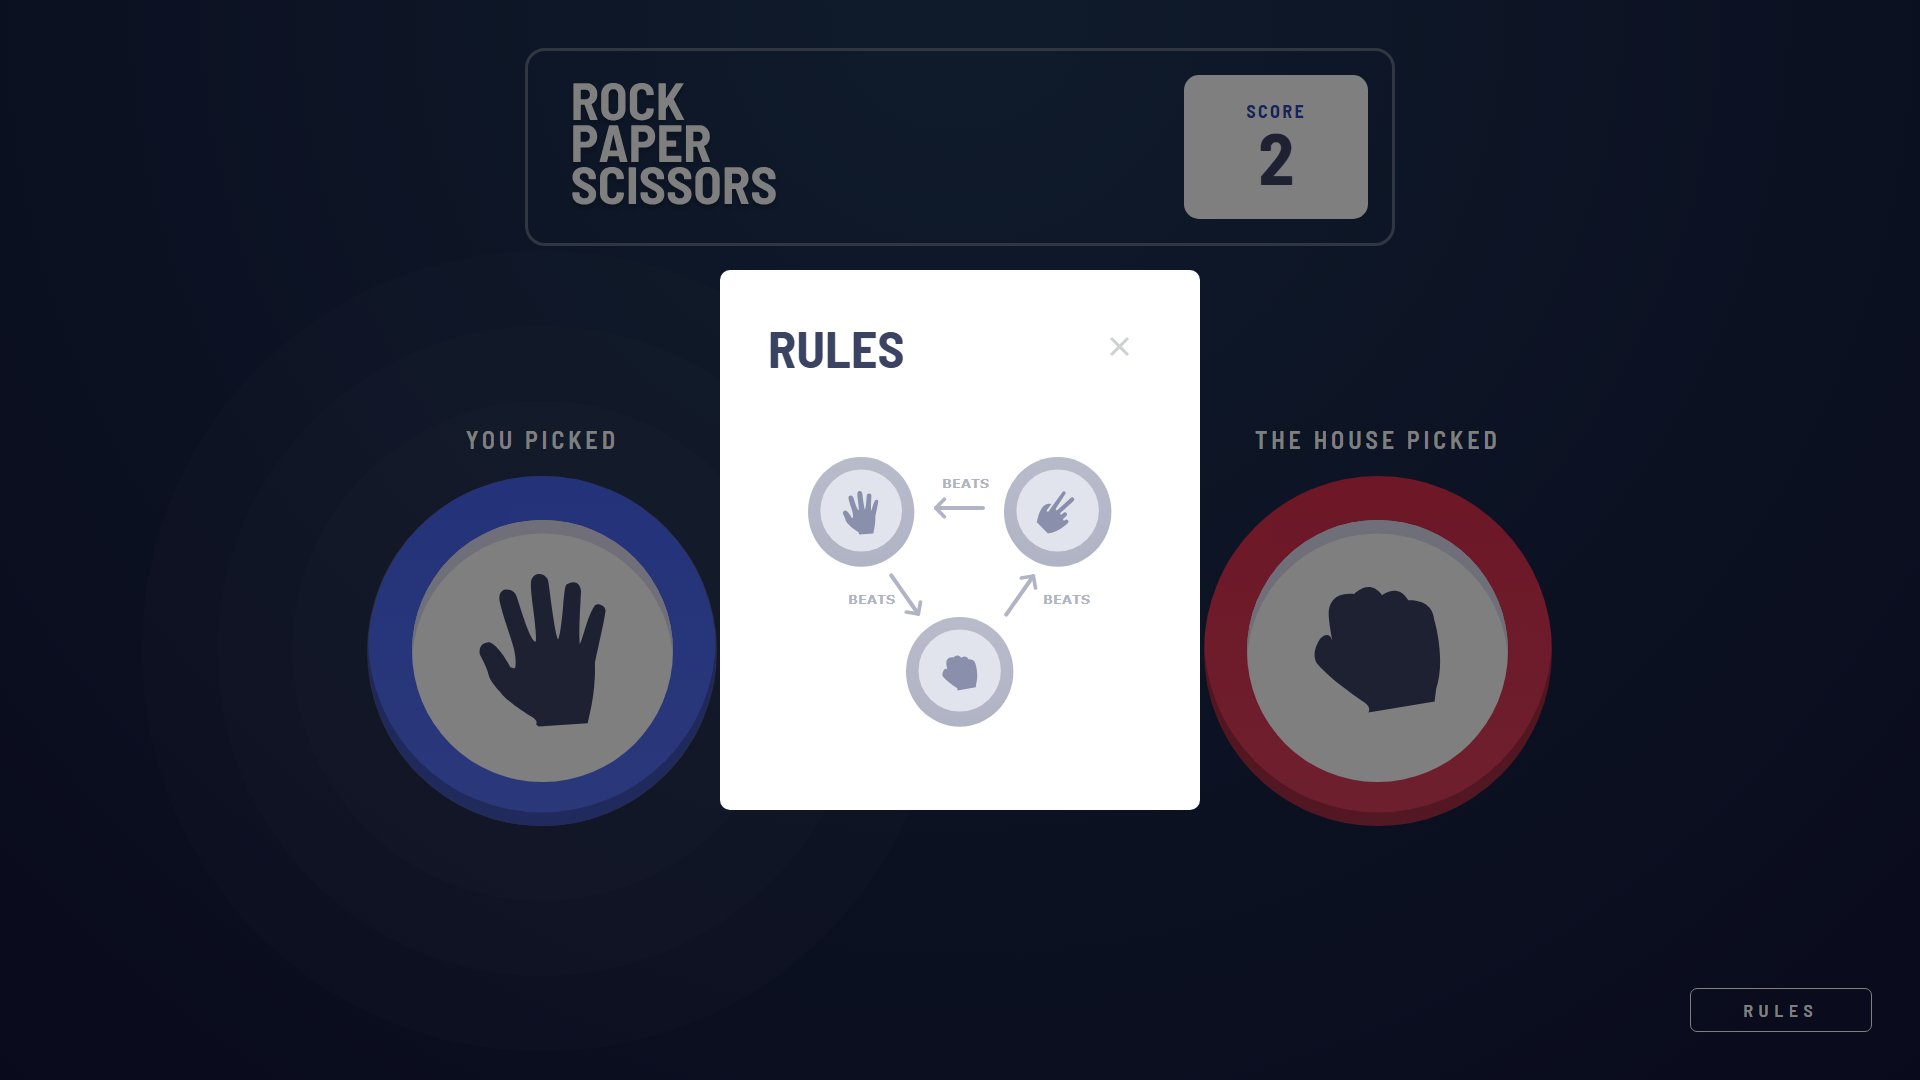 ROCK
PAPER
SCISSORS
SCORE
2
RULES
YOU PICKED
THE HOUSE PICKED
BEATS
BEATS
BEATS
RULES